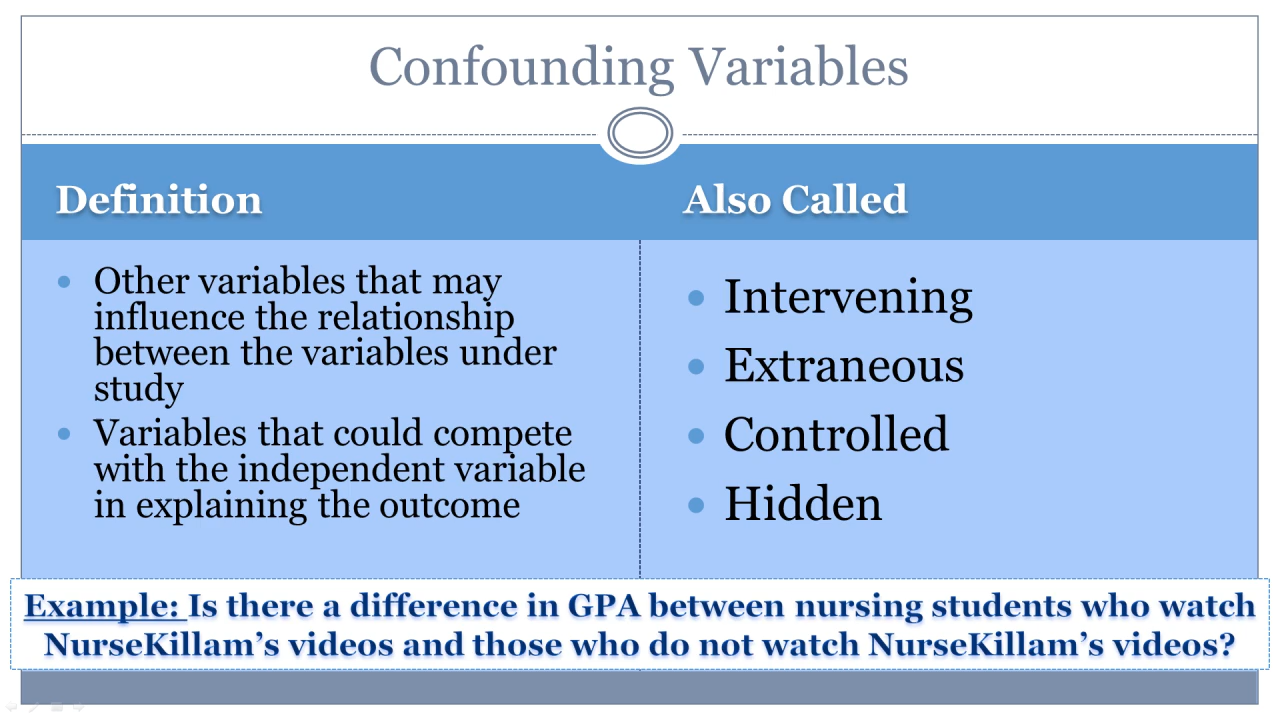 Confounding Variables
Definition
Other variables that may
influence the relationship
between the variables under
study
Variables that could compete
with the independent variable
in explaining the outcome
Also Called
Intervening
Extraneous
Controlled
Hidden
Example: Is there a difference in GPA between nursing students who watch
NurseKillam’s videos and those who do not watch NurseKillam’s videos?